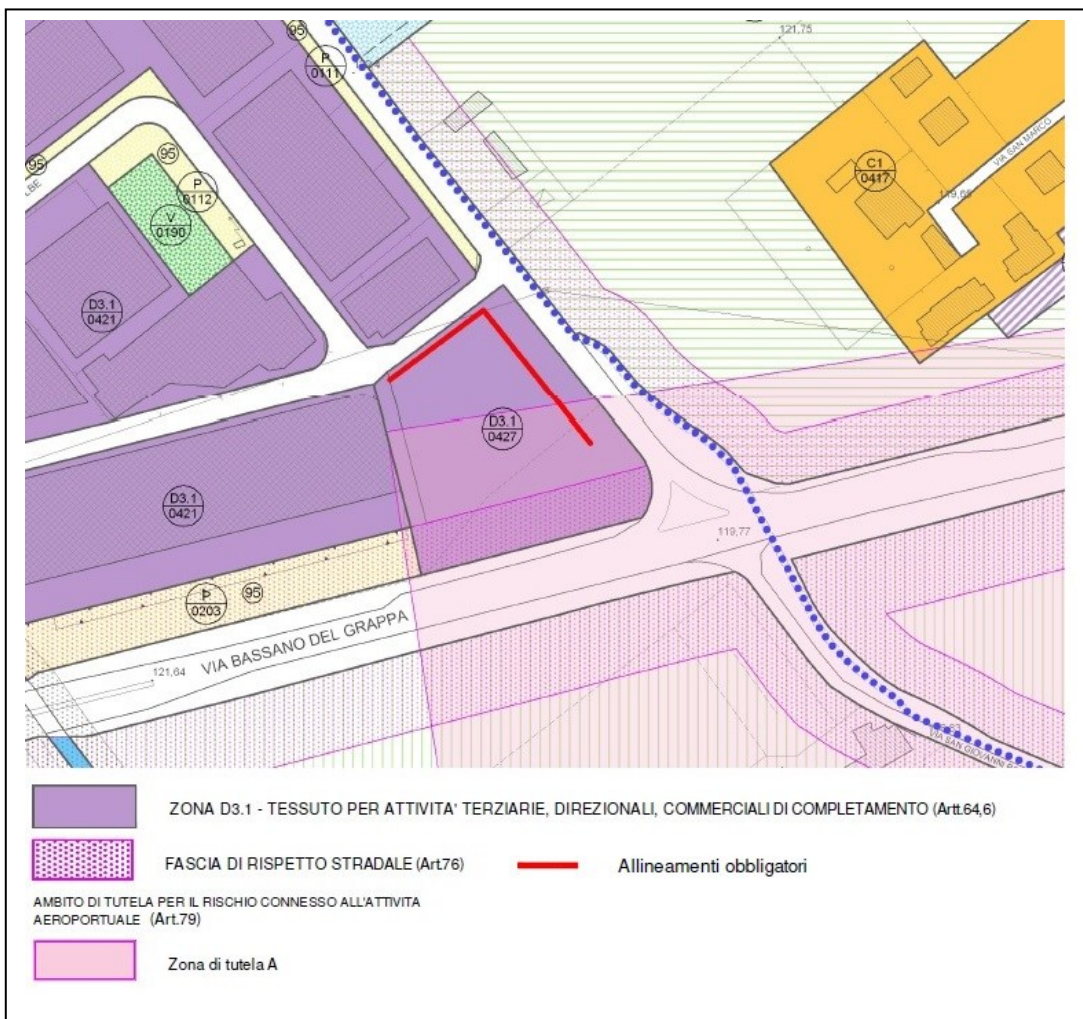 95
P
0111
121,75
95
95
P
0112
V
0190
C1
0417
VIA SAN MARCO
D3.1
0421
D3.1
0427
D3.1
0421
119,77
95
0203
VIA BASSANO DEL GRAPPA
121,64
ZONA D3.1 - TESSUTO PER ATTIVITA' TERZIARIE, DIREZIONALI, COMMERCIALI DI COMPLETAMENTO (Artt.64,6)
FASCIA DI RISPETTO STRADALE (Art.76)
Allineamenti obbligatori
AMBITO DI TUTELA PER IL RISCHIO CONNESSO ALL'ATTIVITA
AEROPORTUALE (Art.79)
Zona di tutela A